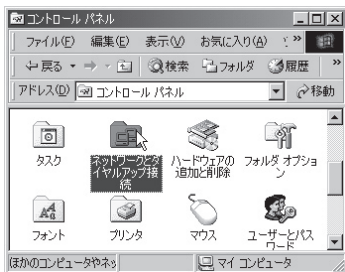 コントロール パネル
ファイル(F) 編集(E) 表示(V) お気に入り(A) ツ »
戻る 検索 フォルダ 履歴 »
アドレス(D) コントロール パネル 移動
タスク
ネットワークとダイヤルアップ接続
ハードウェアの追加と削除
フォルダ オプション
フォント
プリンタ
マウス
ユーザーとパスワード
ほかのコンピュータやネッ マイ コンピュータ